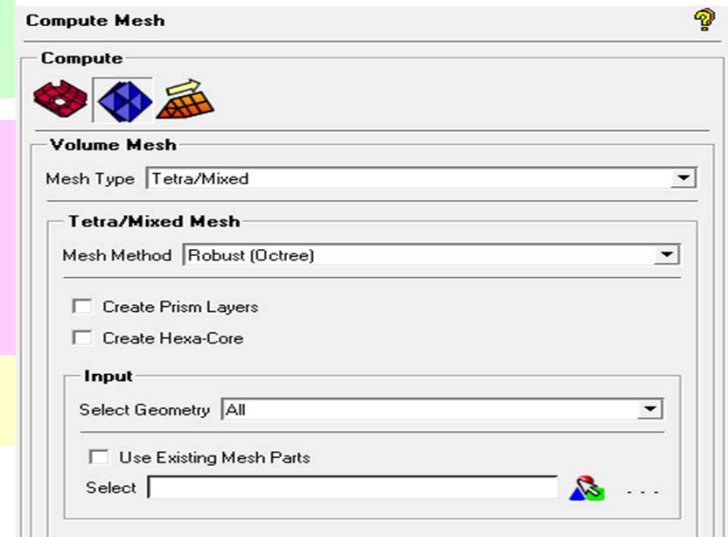 Compute Mesh
Compute
Volume Mesh
Mesh Type Tetra/Mixed
Tetra/Mixed Mesh
Mesh Method Robust (Octree)
Create Prism Layers
Create Hexa-Core
Input
Select Geometry All
Use Existing Mesh Parts
Select ...